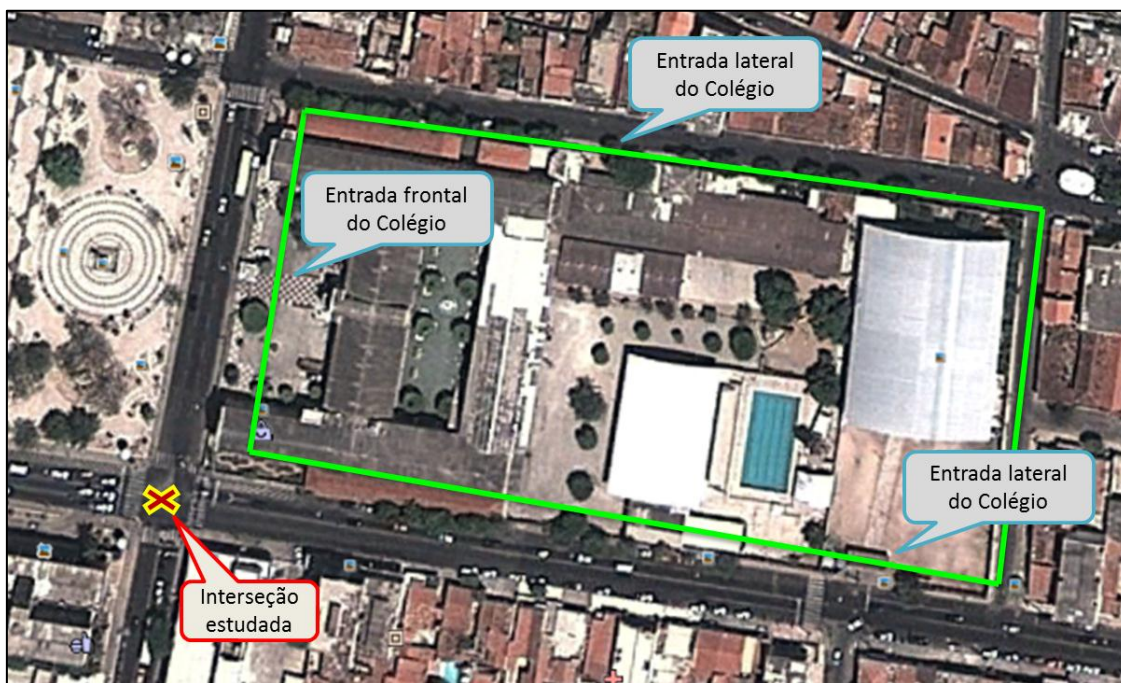 Entrada lateral
do Colégio
Entrada frontal
do Colégio
Entrada lateral
do Colégio
Interseção
estudada